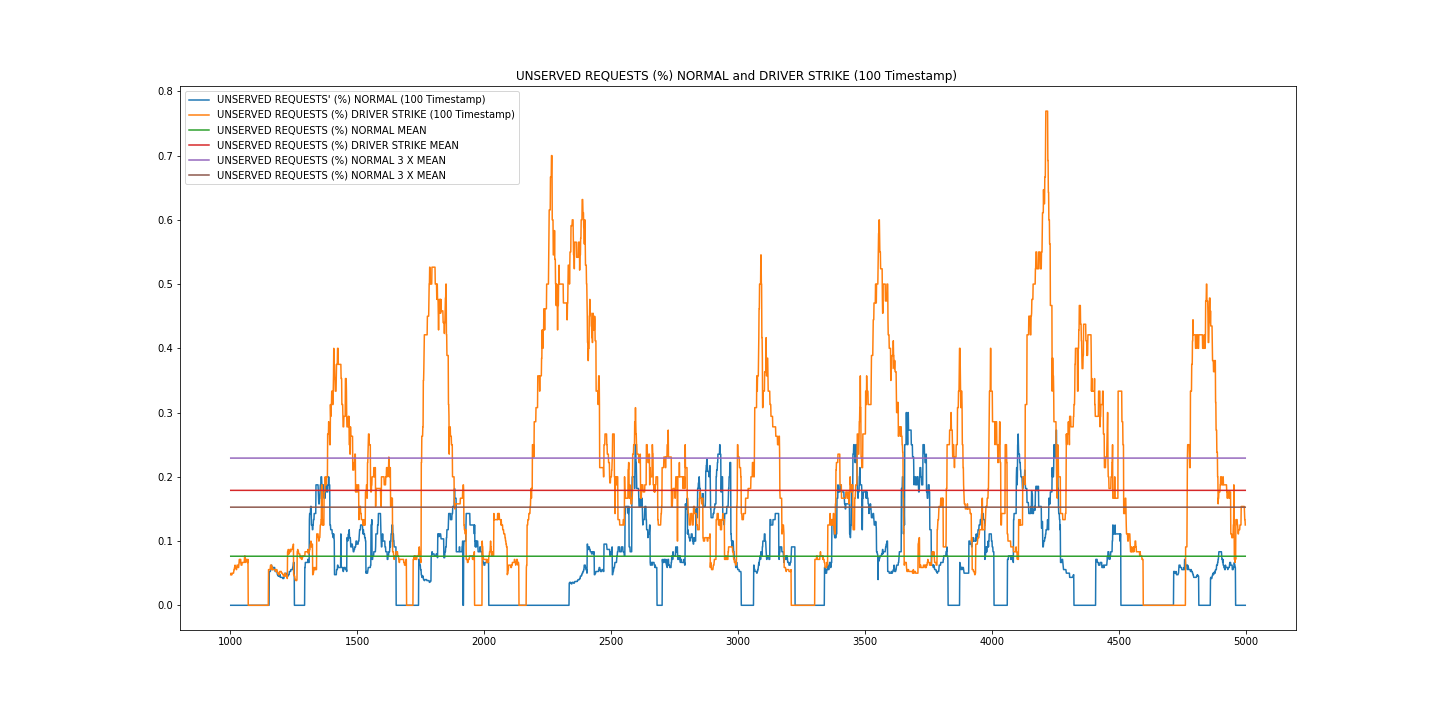 UNSERVED REQUESTS (%) NORMAL and DRIVER STRIKE (100 Timestamp)
0.8
0.7
0.6
0.5
0.4
0.3
0.2
0.1
0.0
UNSERVED REQUESTS' (%) NORMAL (100 Timestamp)
UNSERVED REQUESTS (%) DRIVER STRIKE (100 Timestamp)
UNSERVED REQUESTS (%) NORMAL MEAN
UNSERVED REQUESTS (%) DRIVER STRIKE MEAN
UNSERVED REQUESTS (%) NORMAL 3 X MEAN
UNSERVED REQUESTS (%) NORMAL 3 X MEAN
1000 1500 2000 2500 3000 3500 4000 4500 5000